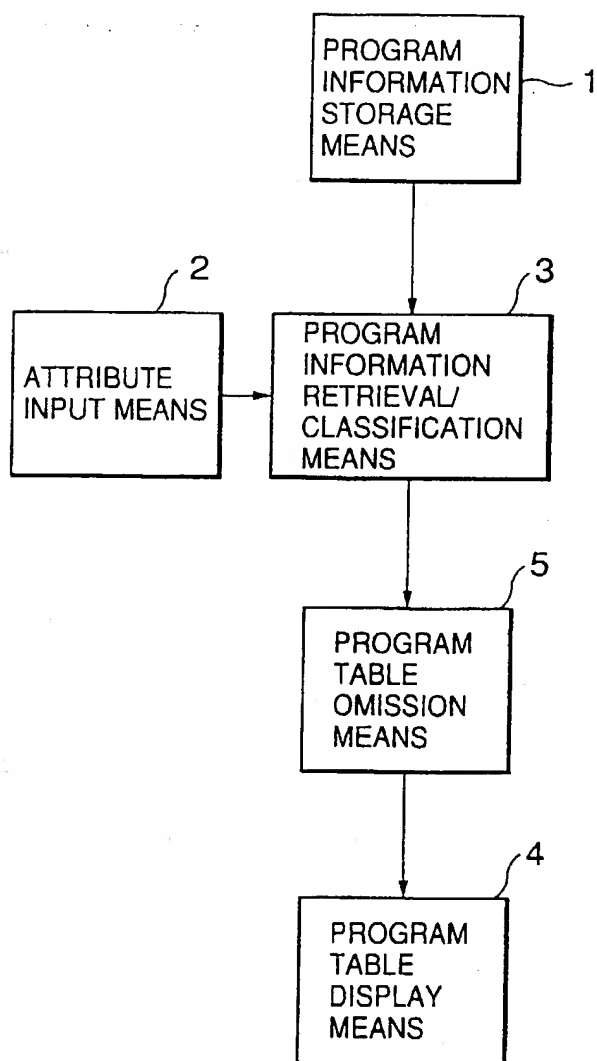 PROGRAM
INFORMATION
STORAGE
MEANS
1
2
ATTRIBUTE
INPUT MEANS
3
PROGRAM
INFORMATION
RETRIEVAL/
CLASSIFICATION
MEANS
5
PROGRAM
TABLE
OMISSION
MEANS
4
PROGRAM
TABLE
DISPLAY
MEANS